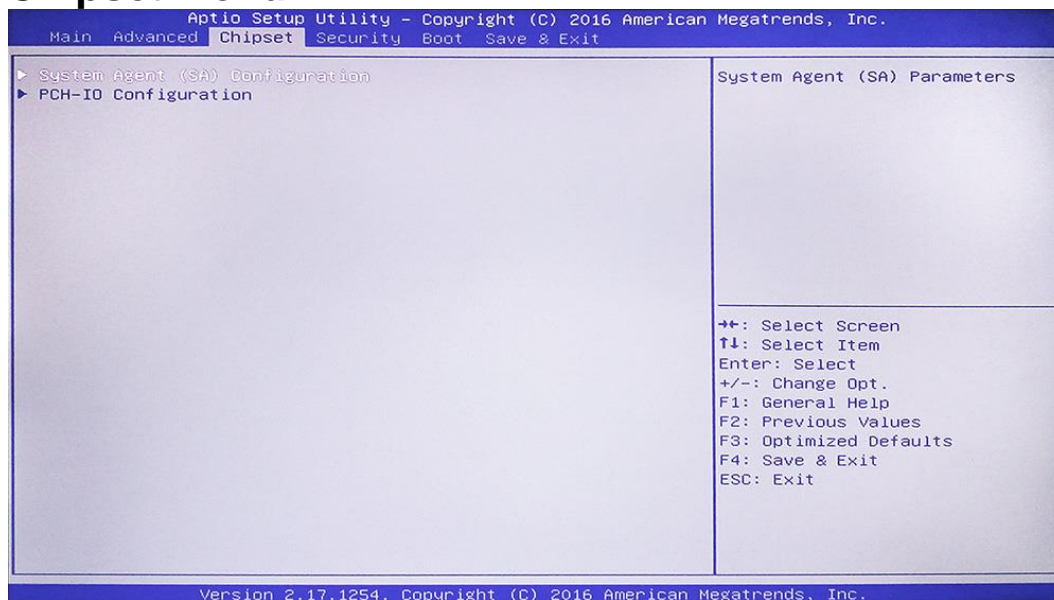 Aptio Setup Utility – Copyright (C) 2016 American Megatrends, Inc.
Main Advanced Chipset Security Boot Save & Exit
▶ System Agent (SA) Configuration
▶ PCH-IO Configuration
System Agent (SA) Parameters
→←: Select Screen
↑↓: Select Item
Enter: Select
+/-: Change Opt.
F1: General Help
F2: Previous Values
F3: Optimized Defaults
F4: Save & Exit
ESC: Exit
Version 2.17.1254. Copyright (C) 2016 American Megatrends, Inc.